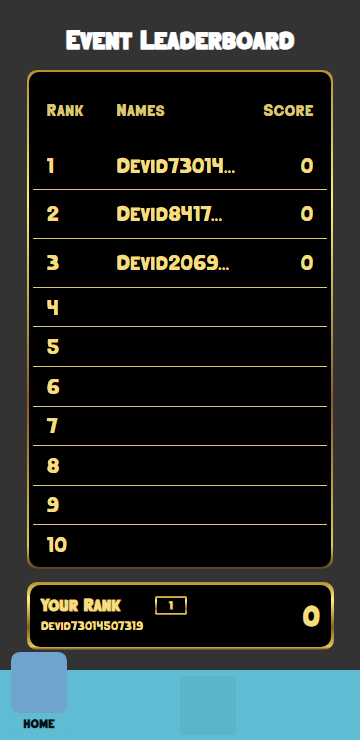 Event Leaderboard
Rank Names Score
1 Devid73014... 0
2 Devid8417... 0
3 Devid2069... 0
4
5
6
7
8
9
10
Your Rank 1 0
Devid73014507319
HOME